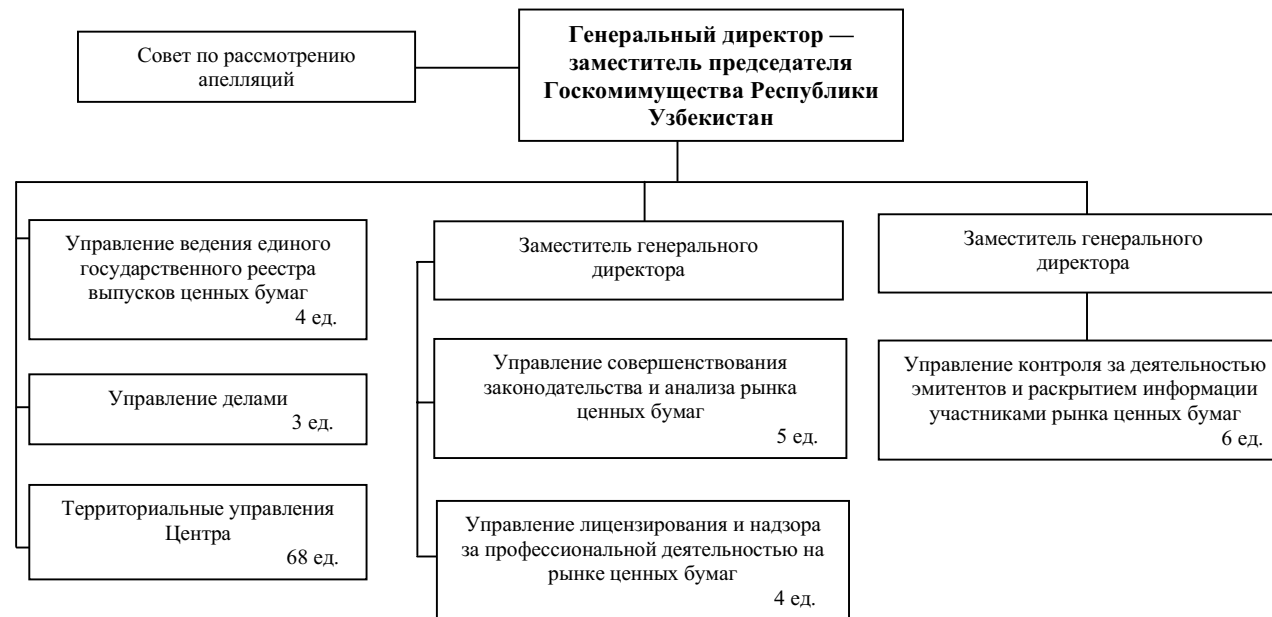 Совет по рассмотрению
апелляций
Генеральный директор —
заместитель председателя
Госкомимущества Республики
Узбекистан
Управление ведения единого
государственного реестра
выпусков ценных бумаг
4 ед.
Управление делами
3 ед.
Территориальные управления
Центра
68 ед.
Заместитель генерального
директора
Управление совершенствования
законодательства и анализа рынка
ценных бумаг
5 ед.
Управление лицензирования и надзора
за профессиональной деятельностью на
рынке ценных бумаг
4 ед.
Заместитель генерального
директора
Управление контроля за деятельностью
эмитентов и раскрытием информации
участниками рынка ценных бумаг
6 ед.